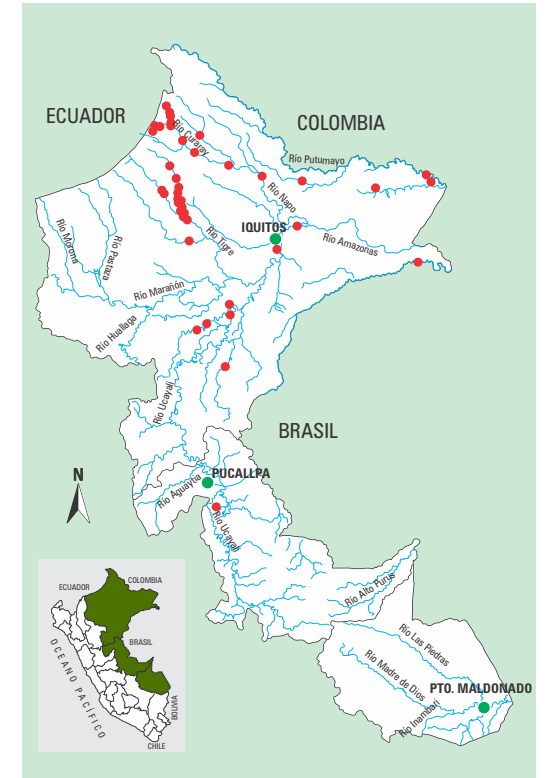 ECUADOR
COLOMBIA
Río Curaray
Río Putumayo
Río Napo
IQUITOS
Río Tigre
Río Amazonas
Río Morona
Río Pastaza
Río Marañón
Río Huallaga
Río Ucayali
BRASIL
N
PUCALLPA
Río Aguaytía
Río Ucayali
Río Alto Purus
Río Las Piedras
Río Madre de Dios
PTO. MALDONADO
Río Inambari
ECUADOR
COLOMBIA
BRASIL
OCEANO PACÍFICO
BOLIVIA
CHILE